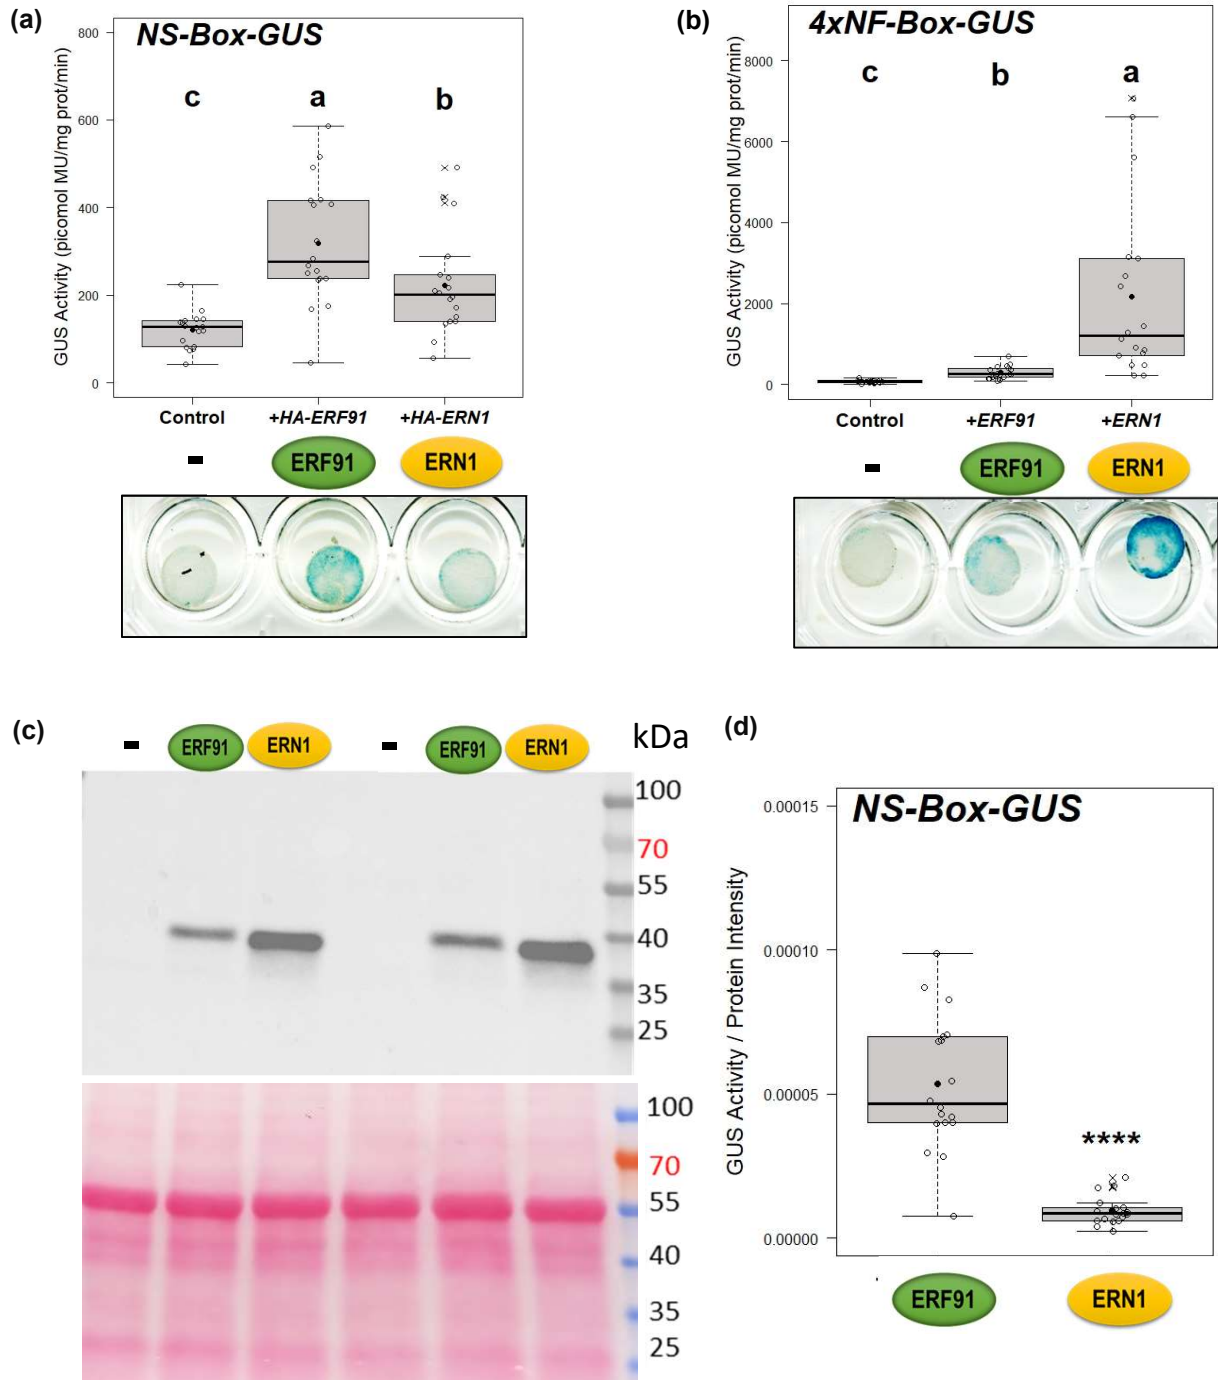 (a)
NS-Box-GUS
GUS Activity (picomol MU/mg prot/min)
800
600
400
200
0
c a b
Control +HA-ERF91 +HA-ERN1
- ERF91 ERN1
(b)
4xNF-Box-GUS
GUS Activity (picomol MU/mg prot/min)
8000
6000
4000
2000
0
c b a
Control +ERF91 +ERN1
- ERF91 ERN1
(c)
- ERF91 ERN1 - ERF91 ERN1 kDa
100
70
55
40
35
25
100
70
55
40
35
25
(d)
NS-Box-GUS
GUS Activity / Protein Intensity
0.00015
0.00010
0.00005
0.00000
****
ERF91 ERN1